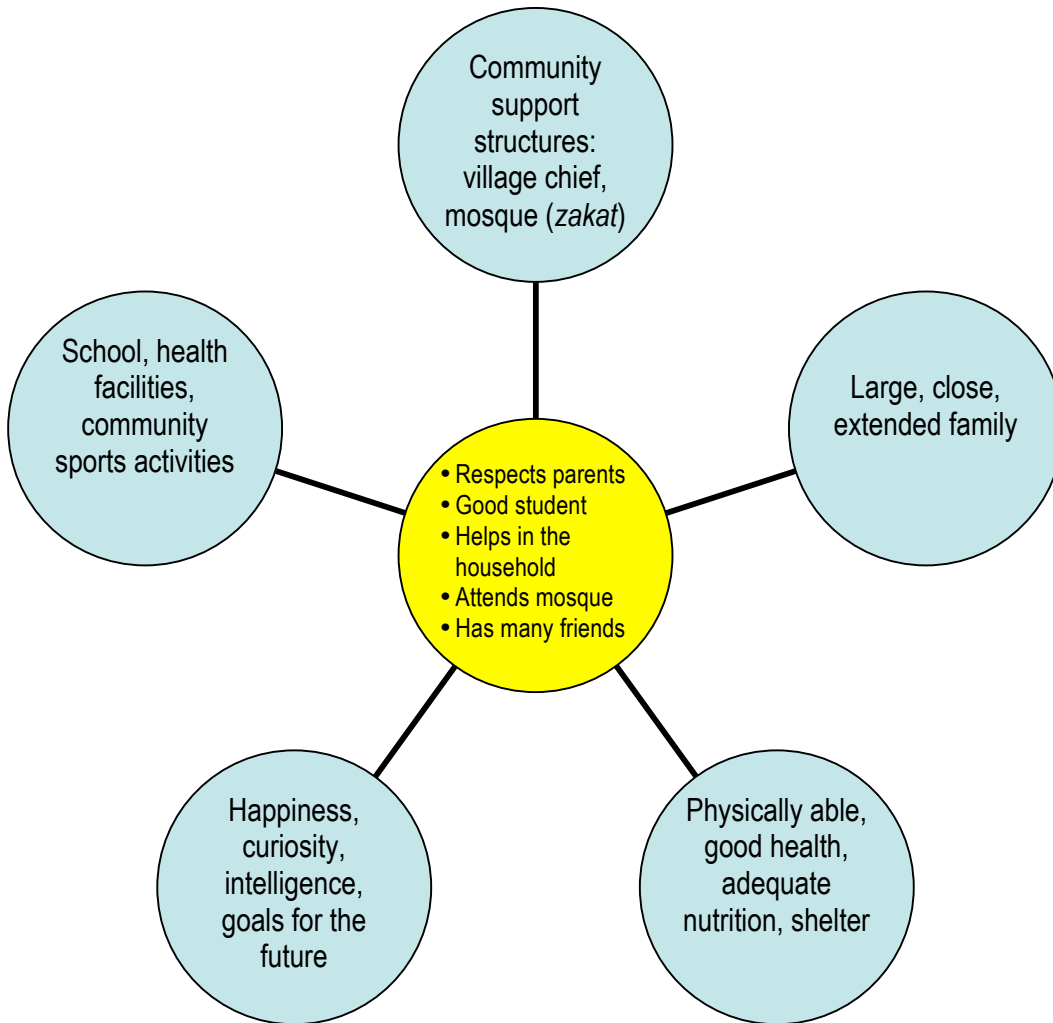 Community
support
structures:
village chief,
mosque (zakat)
School, health
facilities,
community
sports activities
Large, close,
extended family
• Respects parents
• Good student
• Helps in the
household
• Attends mosque
• Has many friends
Happiness,
curiosity,
intelligence,
goals for the
future
Physically able,
good health,
adequate
nutrition, shelter